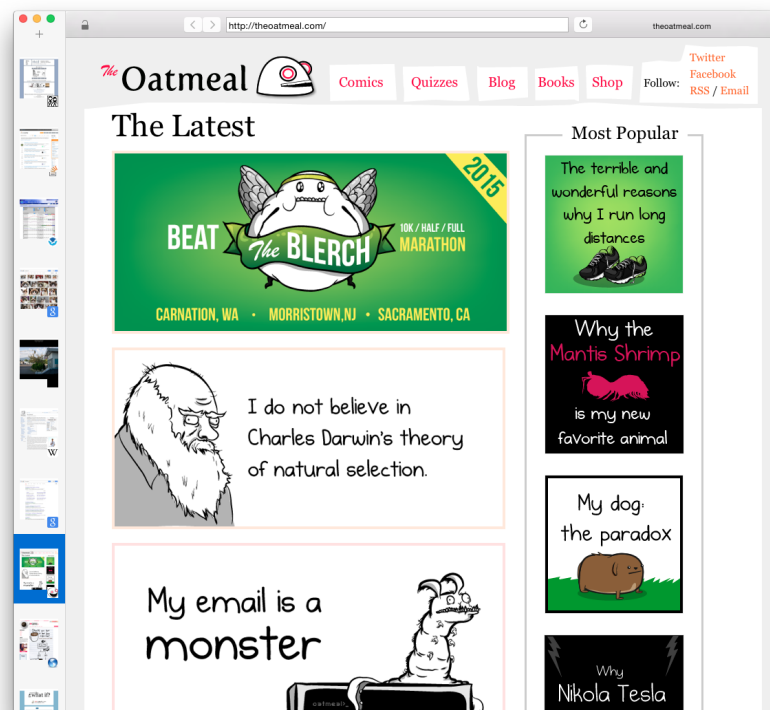 http://theoatmeal.com/
theoatmeal.com
The Oatmeal
Comics
Quizzes
Blog
Books
Shop
Follow:
Twitter
Facebook
RSS / Email
The Latest
2015
BEAT The BLERCH
10K / HALF / FULL
MARATHON
CARNATION, WA • MORRISTOWN,NJ • SACRAMENTO, CA
I do not believe in
Charles Darwin's theory
of natural selection.
My email is a
monster
oatmeal>_
Most Popular
The terrible and
wonderful reasons
why I run long
distances
Why the
Mantis Shrimp
is my new
favorite animal
My dog:
the paradox
Why
Nikola Tesla
W
what if?